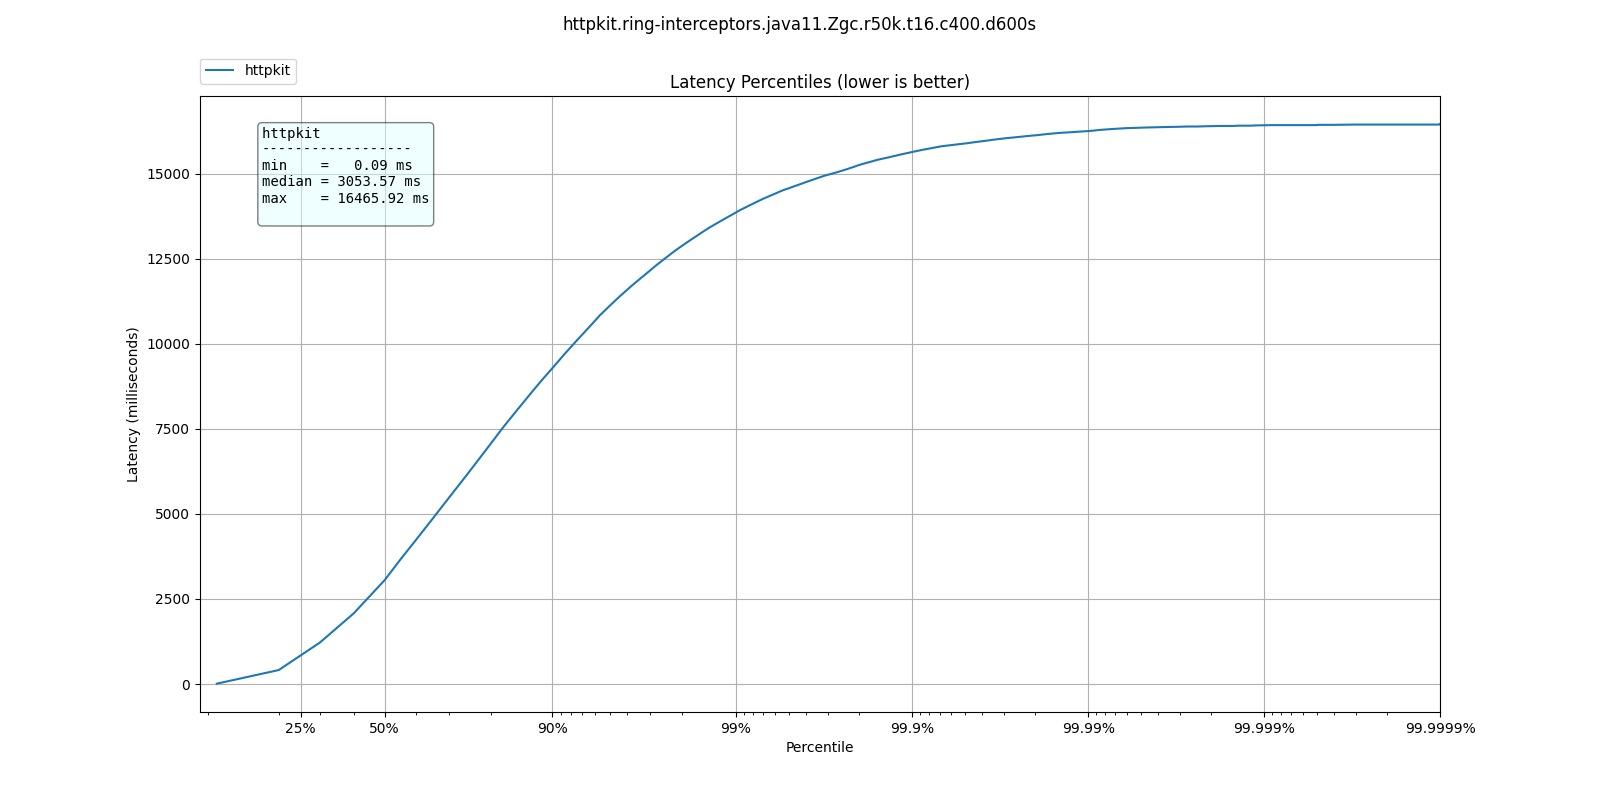 httpkit.ring-interceptors.java11.Zgc.r50k.t16.c400.d600s
httpkit
Latency Percentiles (lower is better)
httpkit
------------------
min    =   0.09 ms
median = 3053.57 ms
max    = 16465.92 ms
15000
12500
10000
7500
5000
2500
0
Latency (milliseconds)
25% 50% 90% 99% 99.9% 99.99% 99.999% 99.9999%
Percentile